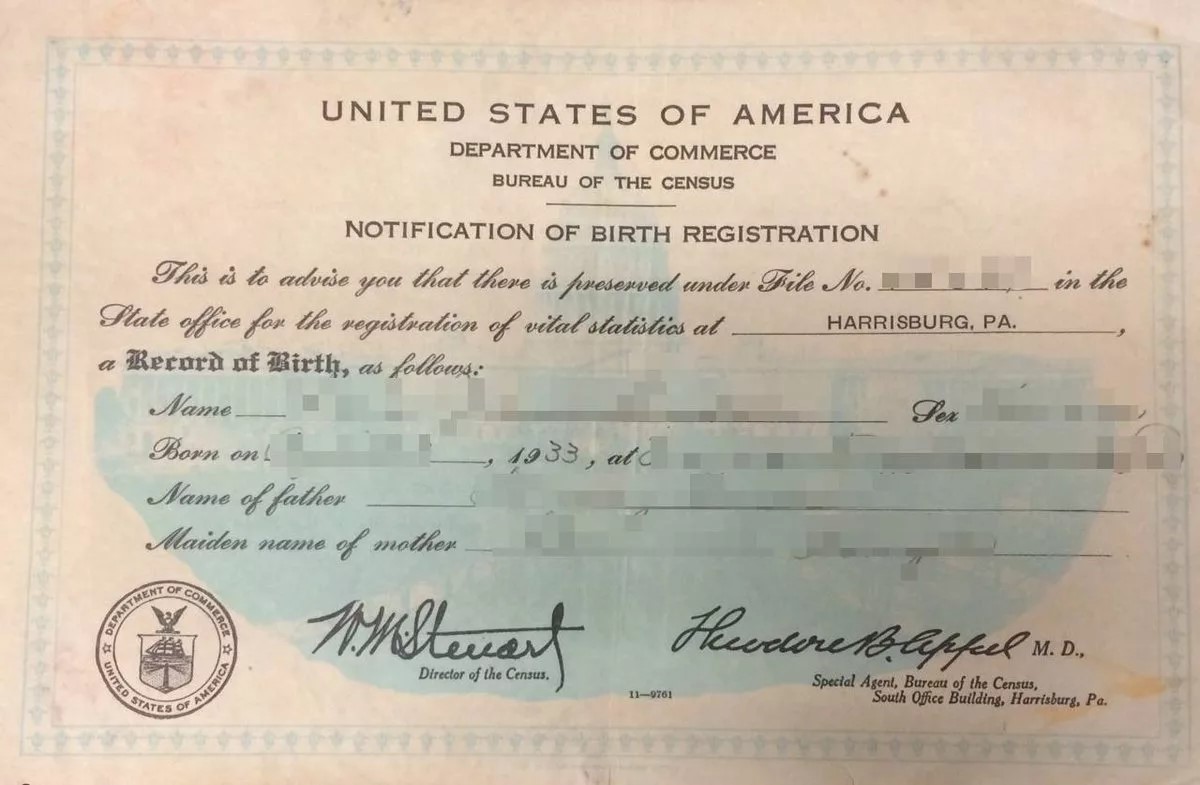 UNITED STATES OF AMERICA
DEPARTMENT OF COMMERCE
BUREAU OF THE CENSUS
NOTIFICATION OF BIRTH REGISTRATION
This is to advise you that there is preserved under File No. in the
State office for the registration of vital statistics at HARRISBURG, PA.,
a Record of Birth, as follows:
Name Sex
Born on , 1933, at
Name of father
Maiden name of mother
DEPARTMENT OF COMMERCE
UNITED STATES OF AMERICA
W. M. Steuart
Director of the Census.
11—9761
Theodore B. Appel M. D.,
Special Agent, Bureau of the Census,
South Office Building, Harrisburg, Pa.